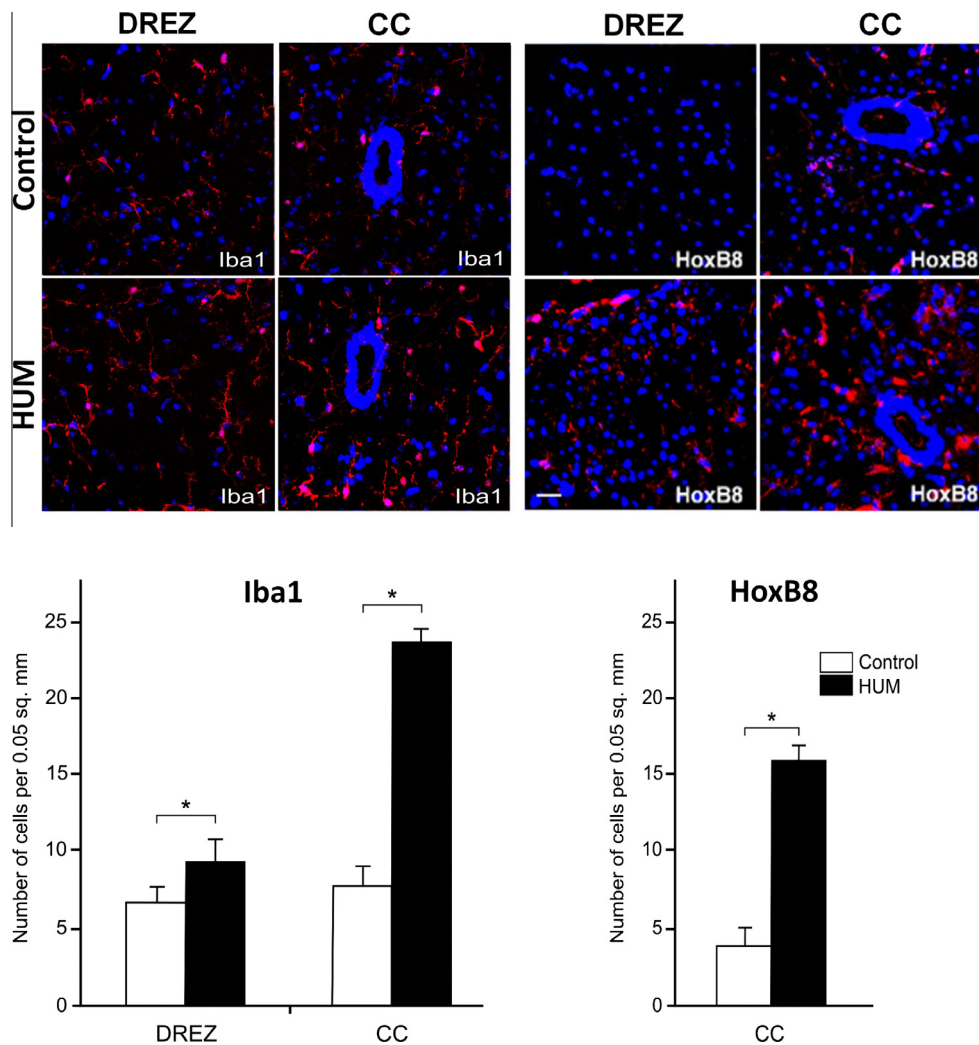 DREZ CC DREZ CC
Control
Iba1 Iba1 HoxB8 HoxB8
HUM
Iba1 Iba1 HoxB8 HoxB8
Iba1
Number of cells per 0.05 sq. mm
25
20
15
10
5
0
* *
DREZ CC
HoxB8
Number of cells per 0.05 sq. mm
25
20
15
10
5
0
*
Control
HUM
CC